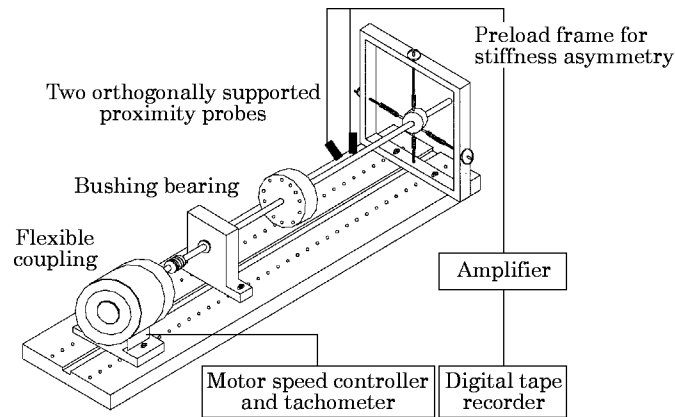 Preload frame for
stiffness asymmetry
Two orthogonally supported
proximity probes
Bushing bearing
Flexible
coupling
Amplifier
Motor speed controller
and tachometer
Digital tape
recorder